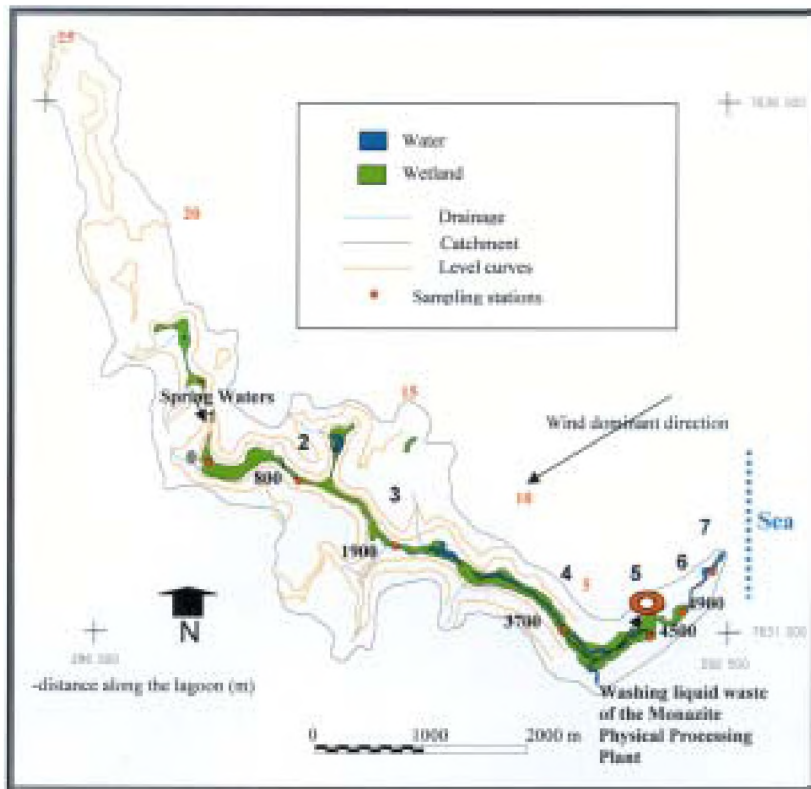 25
Water
Wetland
Drainage
Catchment
Level curves
Sampling stations
20
15
Spring Waters
Wind dominant direction
0
2
800
3
10
1900
4
5
5
6
7
Sea
3700
4900
4500
N
-distance along the lagoon (m)
Washing liquid waste
of the Monazite
Physical Processing
Plant
0
1000
2000 m